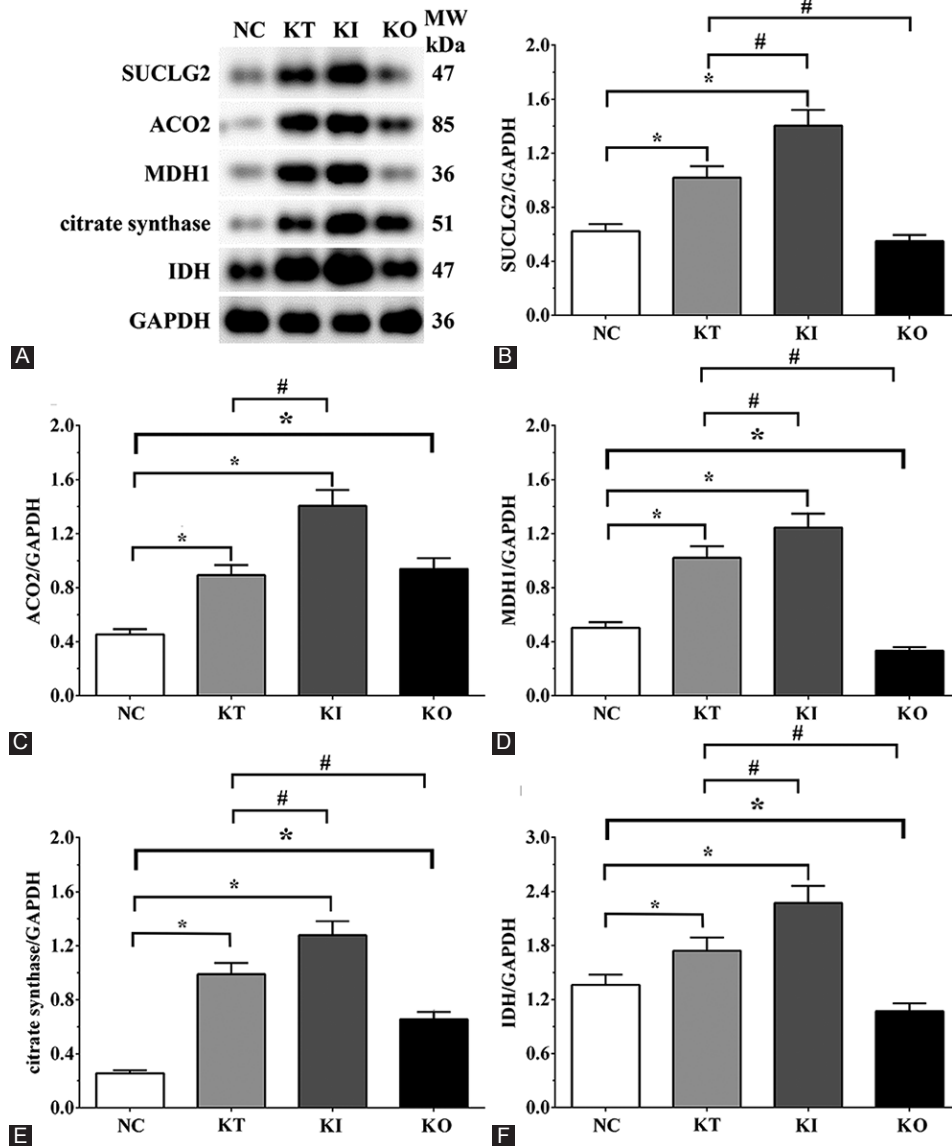 NC KT KI KO MW
kDa
SUCLG2 47
ACO2 85
MDH1 36
citrate synthase 51
IDH 47
GAPDH 36
A
#
#
*
*
2.0
1.6
1.2
0.8
0.4
0.0
SUCLG2/GAPDH
NC KT KI KO
B
#
*
*
*
2.0
1.6
1.2
0.8
0.4
0.0
ACO2/GAPDH
NC KT KI KO
C
#
#
*
*
*
2.0
1.6
1.2
0.8
0.4
0.0
MDH1/GAPDH
NC KT KI KO
D
#
#
*
*
*
2.0
1.6
1.2
0.8
0.4
0.0
citrate synthase/GAPDH
NC KT KI KO
E
#
#
*
*
*
3.0
2.4
1.8
1.2
0.6
0.0
IDH/GAPDH
NC KT KI KO
F